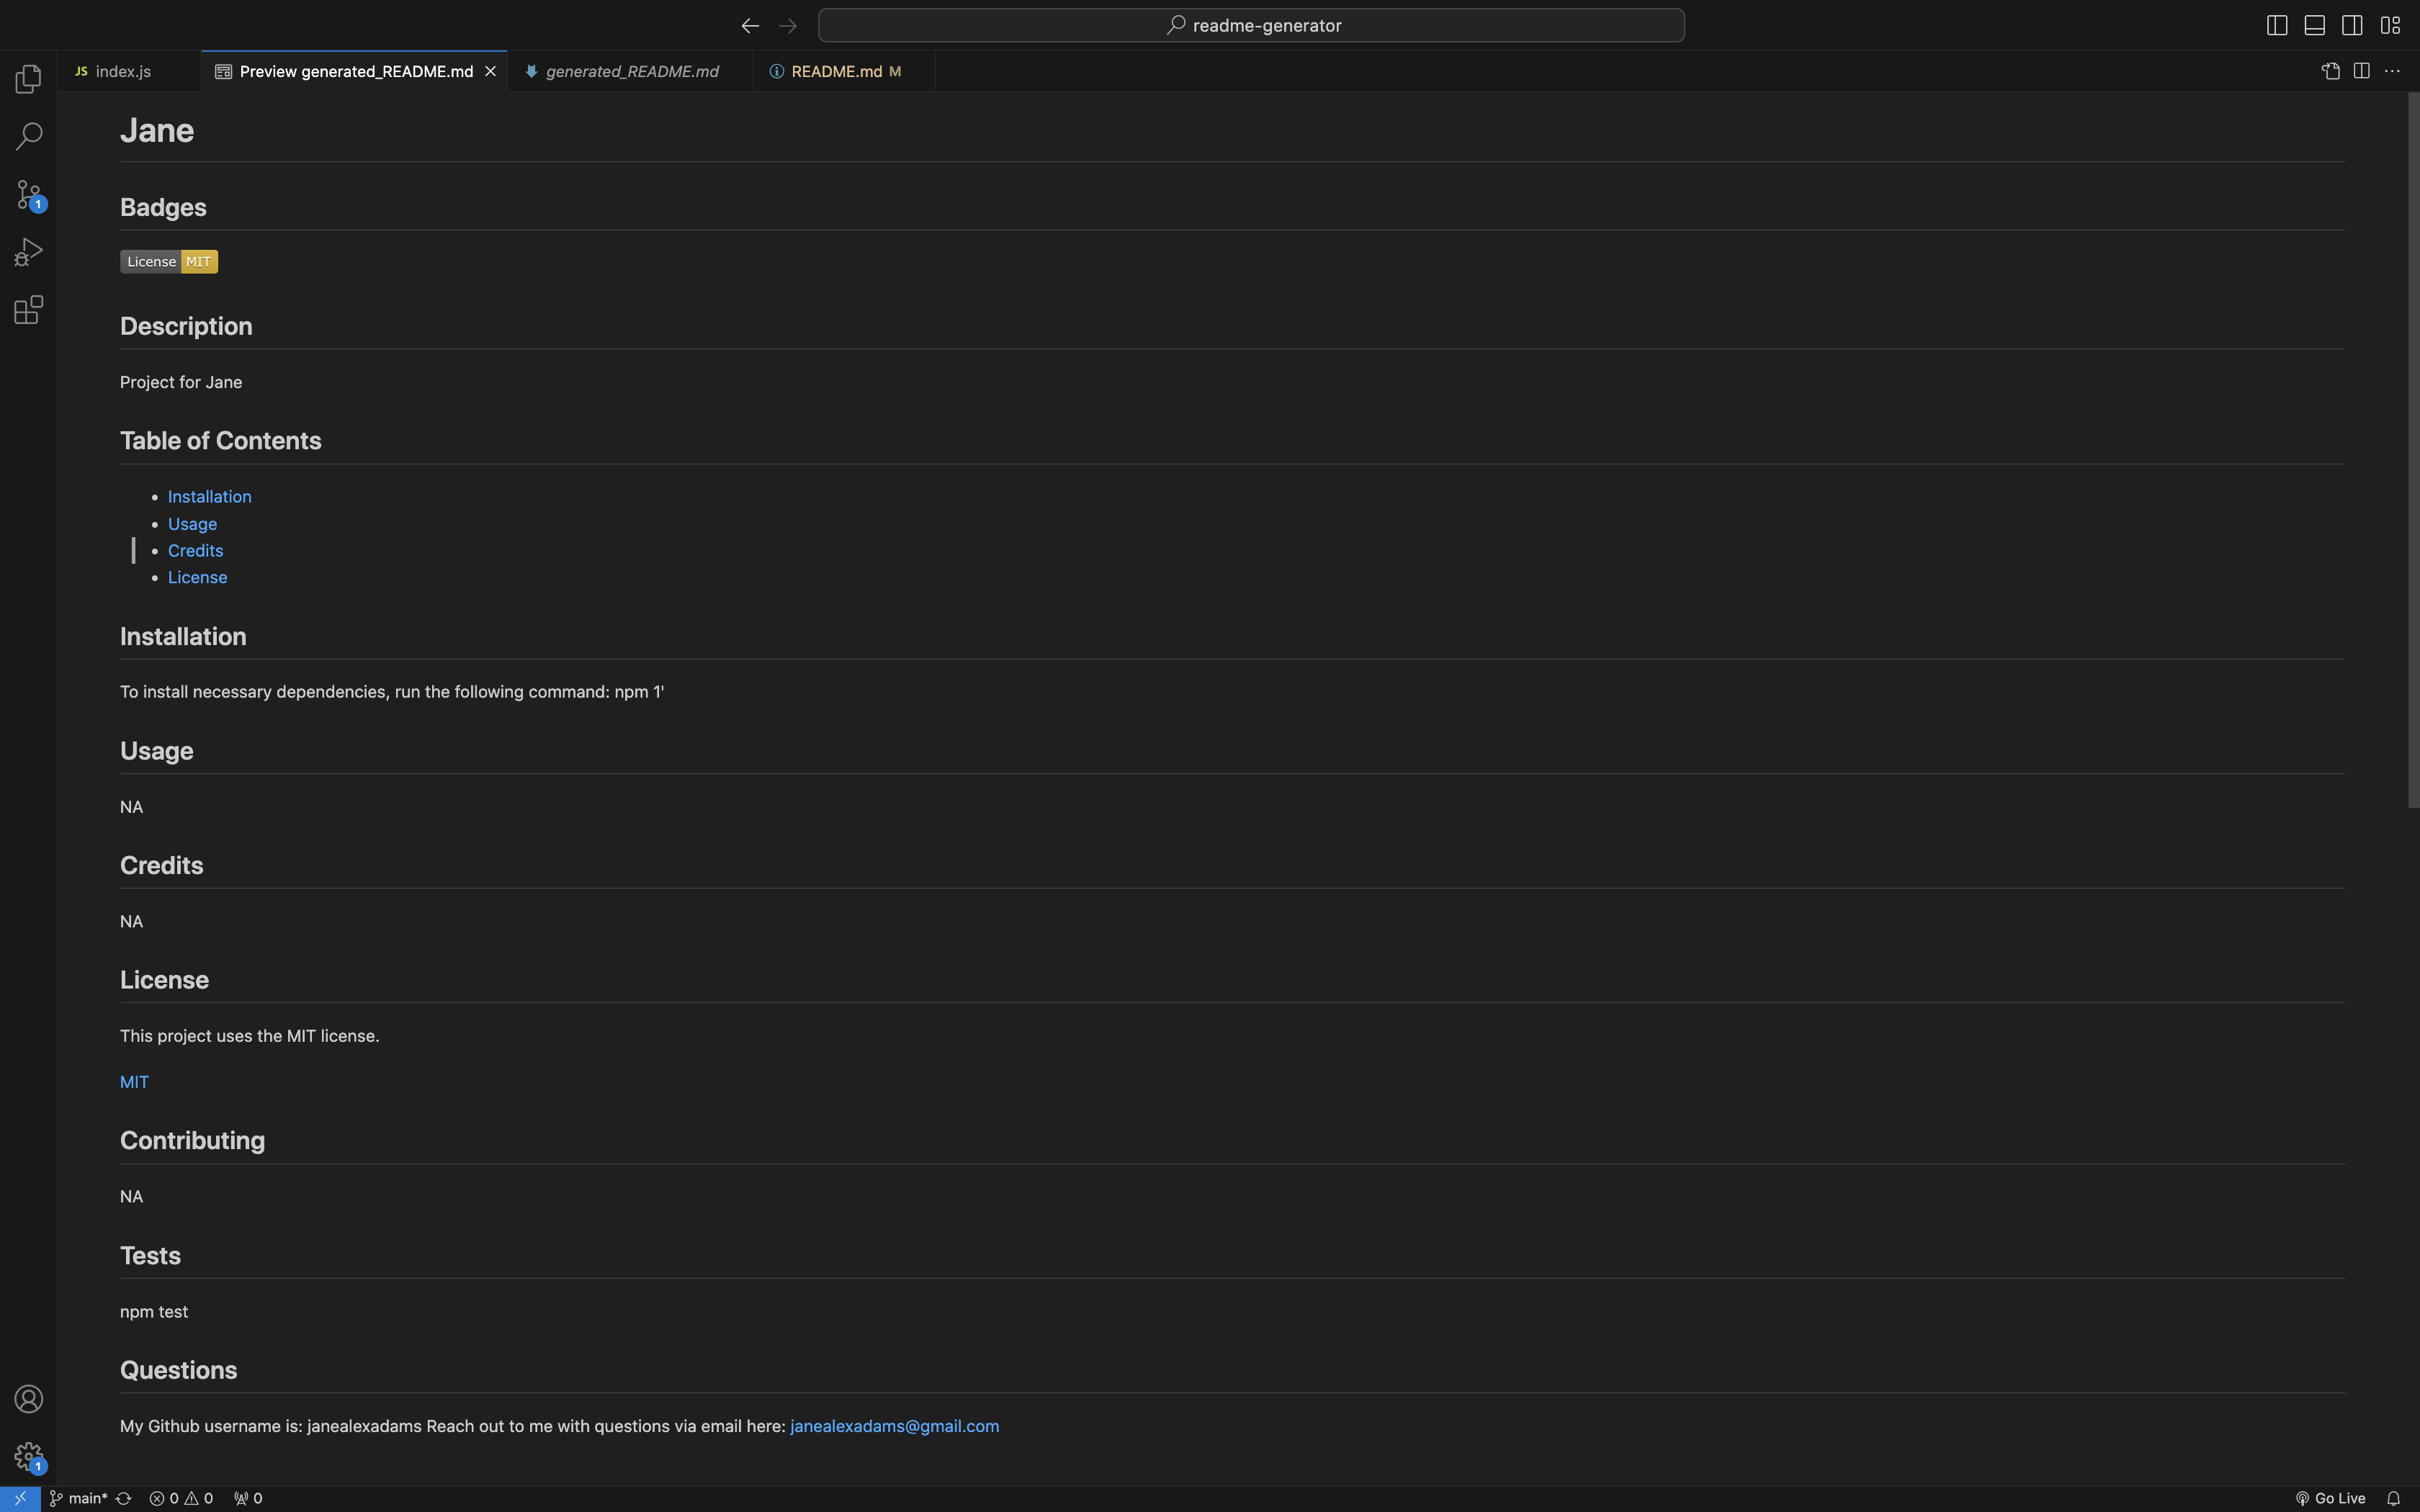 readme-generator
JS index.js
Preview generated_README.md
generated_README.md
README.md M
Jane
Badges
License MIT
Description
Project for Jane
Table of Contents
Installation
Usage
Credits
License
Installation
To install necessary dependencies, run the following command: npm 1'
Usage
NA
Credits
NA
License
This project uses the MIT license.
MIT
Contributing
NA
Tests
npm test
Questions
My Github username is: janealexadams Reach out to me with questions via email here: janealexadams@gmail.com
1
1
main* 0 0 0 Go Live